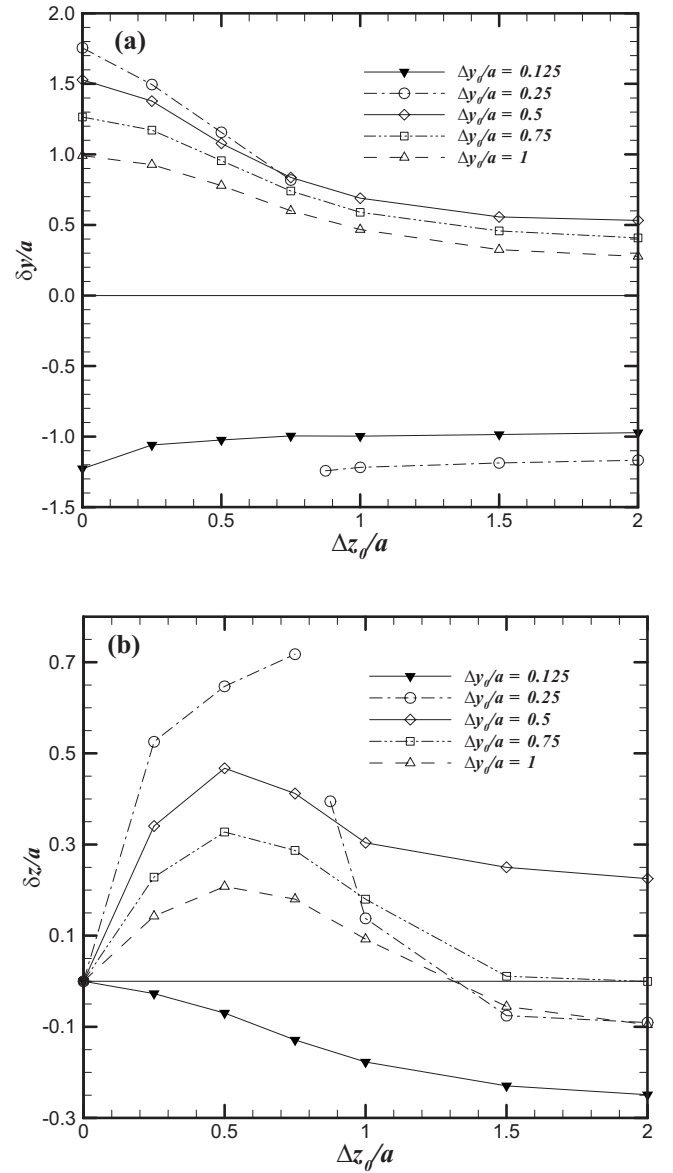 (a)
Δy₀/a = 0.125
Δy₀/a = 0.25
Δy₀/a = 0.5
Δy₀/a = 0.75
Δy₀/a = 1
2.0
1.5
1.0
0.5
0.0
-0.5
-1.0
-1.5
δy/a
0 0.5 1 1.5 2
Δz₀/a
(b)
Δy₀/a = 0.125
Δy₀/a = 0.25
Δy₀/a = 0.5
Δy₀/a = 0.75
Δy₀/a = 1
0.7
0.5
0.3
0.1
-0.1
-0.3
δz/a
0 0.5 1 1.5 2
Δz₀/a